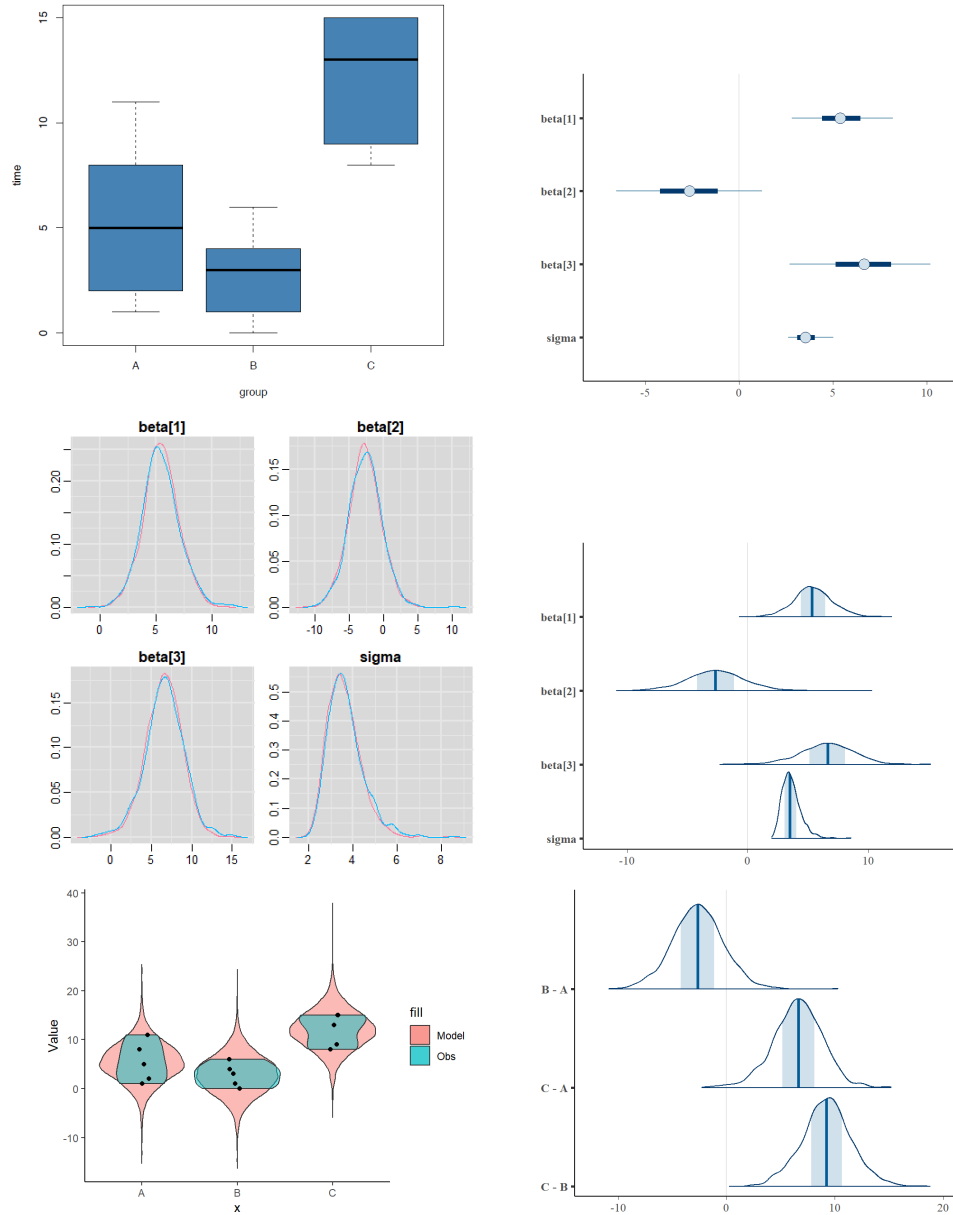 15
10
5
0
time
A B C
group
beta[1]
beta[2]
beta[3]
sigma
-5 0 5 10
beta[1]
0.00 0.20
0 5 10
beta[2]
0.00 0.05 0.10 0.15
-10 -5 0 5 10
beta[3]
0.00 0.05 0.10 0.15
0 5 10 15
sigma
0.0 0.1 0.2 0.3 0.4 0.5
2 4 6 8
beta[1]
beta[2]
beta[3]
sigma
-10 0 10
40
30
20
10
0
-10
Value
A B C
x
fill
Model
Obs
B - A
C - A
C - B
-10 0 10 20